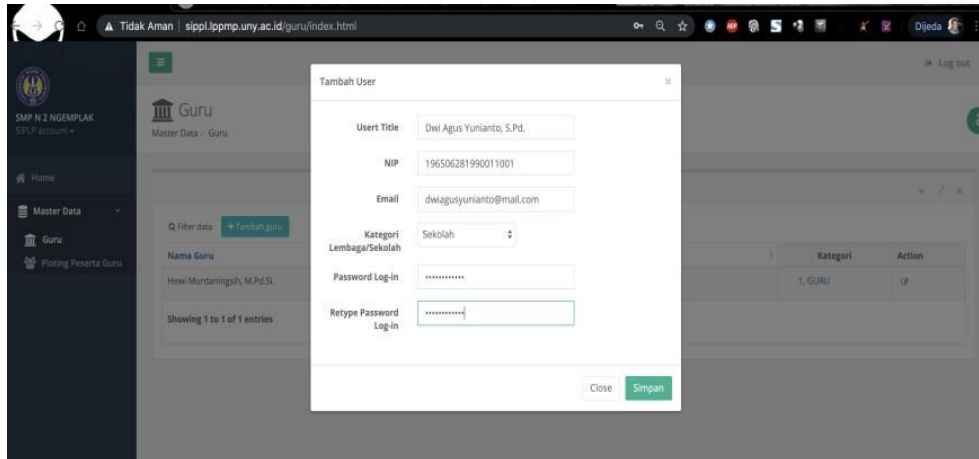 Tidak Aman | sippl.lppmp.uny.ac.id/guru/index.html
Dijeda
Log out
SMP N 2 NGEMPLAK
SIPLP account
Guru
Master Data / Guru
Home
Master Data
Guru
Ploting Peserta Guru
Filter data
+Tambah guru
Nama Guru
Kategori
Action
Hewi Murdaningsih, M.Pd.Si.
1. GURU
Showing 1 to 1 of 1 entries
Tambah User
x
Usert Title
Dwi Agus Yunianto, S.Pd.
NIP
196506281990011001
Email
dwiagusyunianto@mail.com
Kategori
Lembaga/Sekolah
Sekolah
Password Log-in
••••••••••••
Retype Password
Log-in
••••••••••••
Close
Simpan